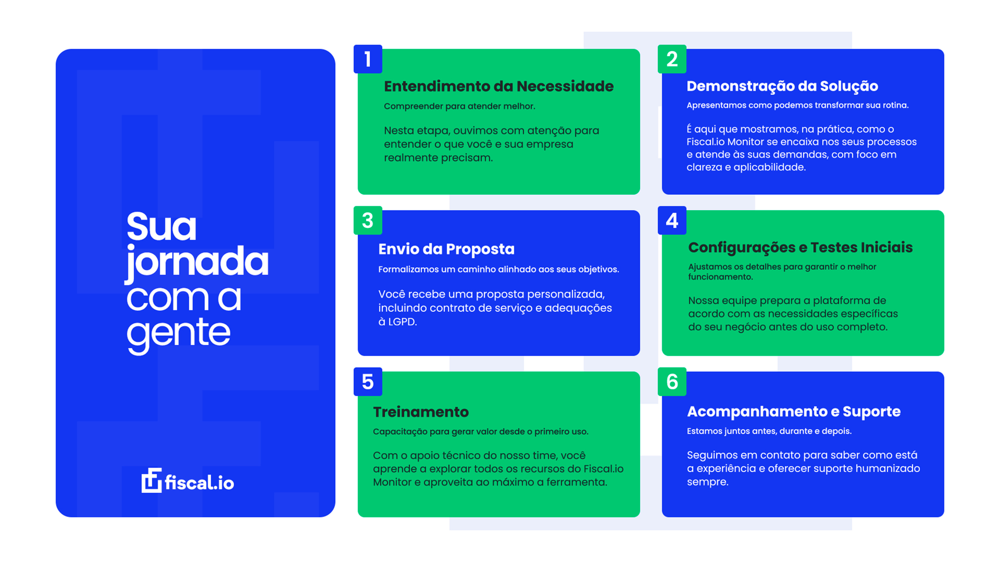 Sua
jornada
com a
gente
fiscal.io
1
Entendimento da Necessidade
Compreender para atender melhor.
Nesta etapa, ouvimos com atenção para
entender o que você e sua empresa
realmente precisam.
2
Demonstração da Solução
Apresentamos como podemos transformar sua rotina.
É aqui que mostramos, na prática, como o
Fiscal.io Monitor se encaixa nos seus processos
e atende às suas demandas, com foco em
clareza e aplicabilidade.
3
Envio da Proposta
Formalizamos um caminho alinhado aos seus objetivos.
Você recebe uma proposta personalizada,
incluindo contrato de serviço e adequações
à LGPD.
4
Configurações e Testes Iniciais
Ajustamos os detalhes para garantir o melhor
funcionamento.
Nossa equipe prepara a plataforma de
acordo com as necessidades específicas
do seu negócio antes do uso completo.
5
Treinamento
Capacitação para gerar valor desde o primeiro uso.
Com o apoio técnico do nosso time, você
aprende a explorar todos os recursos do Fiscal.io
Monitor e aproveita ao máximo a ferramenta.
6
Acompanhamento e Suporte
Estamos juntos antes, durante e depois.
Seguimos em contato para saber como está
a experiência e oferecer suporte humanizado
sempre.